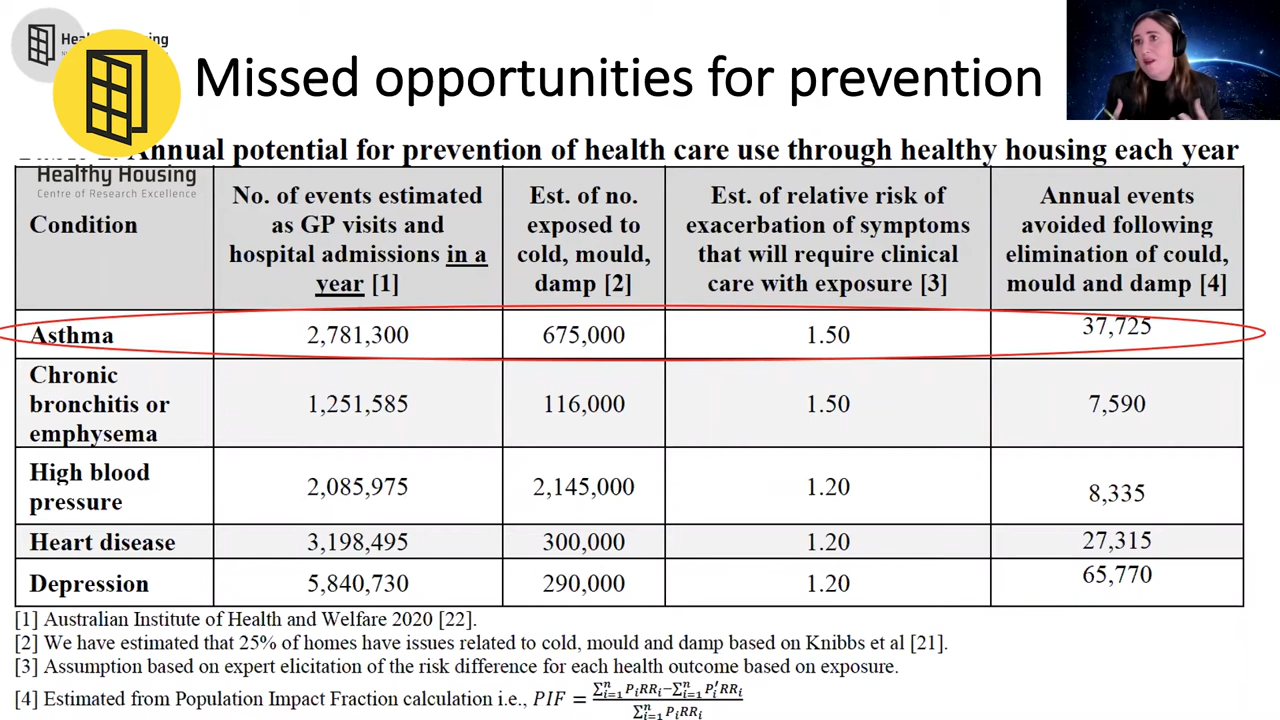 Missed opportunities for prevention
Annual potential for prevention of health care use through healthy housing each year
Healthy Housing
Centre of Research Excellence
Condition
No. of events estimated
as GP visits and
hospital admissions in a
year [1]
Est. of no.
exposed to
cold, mould,
damp [2]
Est. of relative risk of
exacerbation of symptoms
that will require clinical
care with exposure [3]
Annual events
avoided following
elimination of could,
mould and damp [4]
Asthma
2,781,300
675,000
1.50
37,725
Chronic
bronchitis or
emphysema
1,251,585
116,000
1.50
7,590
High blood
pressure
2,085,975
2,145,000
1.20
8,335
Heart disease
3,198,495
300,000
1.20
27,315
Depression
5,840,730
290,000
1.20
65,770
[1] Australian Institute of Health and Welfare 2020 [22].
[2] We have estimated that 25% of homes have issues related to cold, mould and damp based on Knibbs et al [21].
[3] Assumption based on expert elicitation of the risk difference for each health outcome based on exposure.
[4] Estimated from Population Impact Fraction calculation i.e., PIF = (∑ⁿᵢ₌₁ PᵢRRᵢ−∑ⁿᵢ₌₁ P′ᵢRRᵢ) / (∑ⁿᵢ₌₁ PᵢRRᵢ)